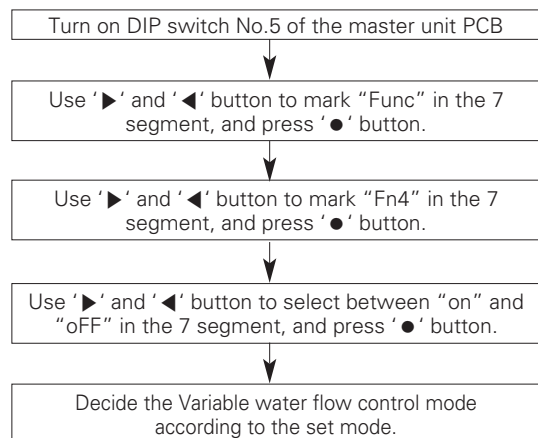 Turn on DIP switch No.5 of the master unit PCB
Use ‘▶‘ and ‘◀‘ button to mark “Func” in the 7
segment, and press ‘●‘ button.
Use ‘▶‘ and ‘◀‘ button to mark “Fn4” in the 7
segment, and press ‘●‘ button.
Use ‘▶‘ and ‘◀‘ button to select between “on” and
“oFF” in the 7 segment, and press ‘●‘ button.
Decide the Variable water flow control mode
according to the set mode.